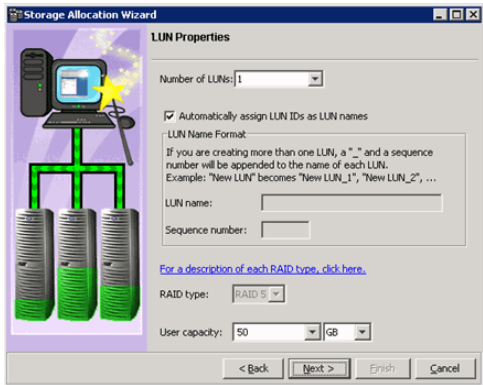 Storage Allocation Wizard
LUN Properties
Number of LUNs: 1
Automatically assign LUN IDs as LUN names
LUN Name Format
If you are creating more than one LUN, a "_" and a sequence
number will be appended to the name of each LUN.
Example: "New LUN" becomes "New LUN_1", "New LUN_2", ...
LUN name:
Sequence number:
For a description of each RAID type, click here.
RAID type: RAID 5
User capacity: 50 GB
< Back Next > Finish Cancel